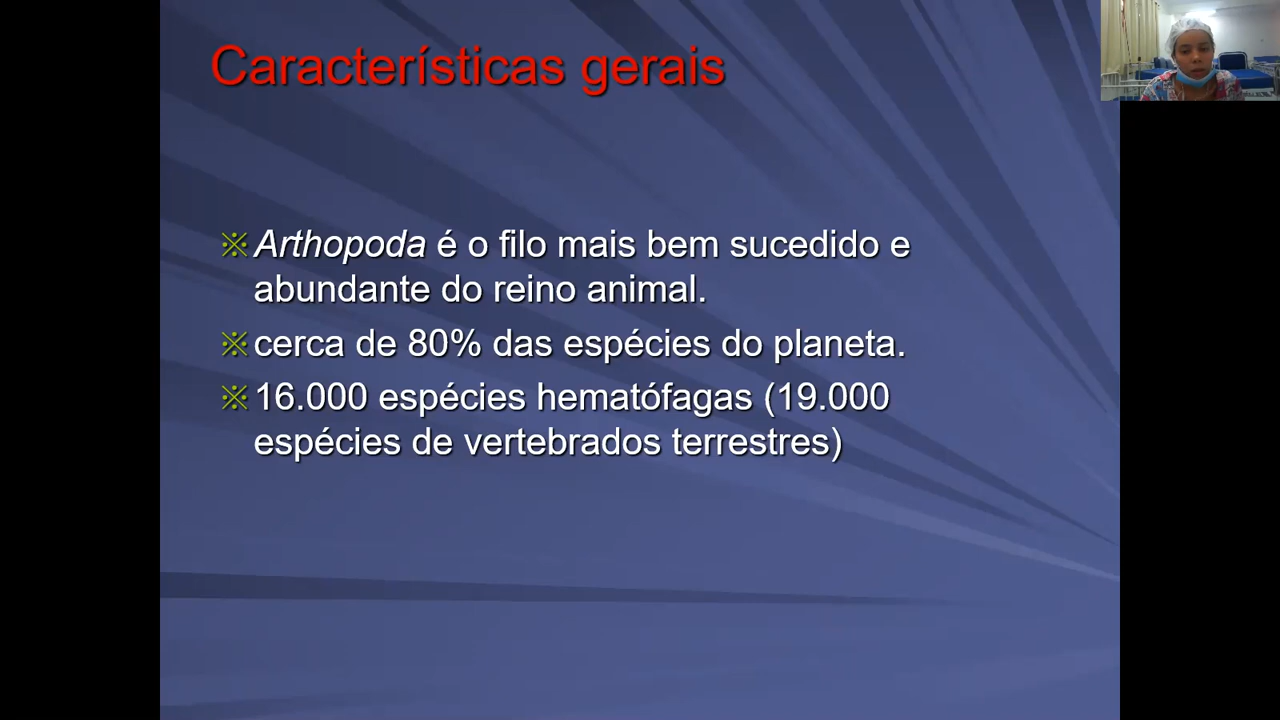 Características gerais
※Arthopoda é o filo mais bem sucedido e
abundante do reino animal.
※cerca de 80% das espécies do planeta.
※16.000 espécies hematófagas (19.000
espécies de vertebrados terrestres)